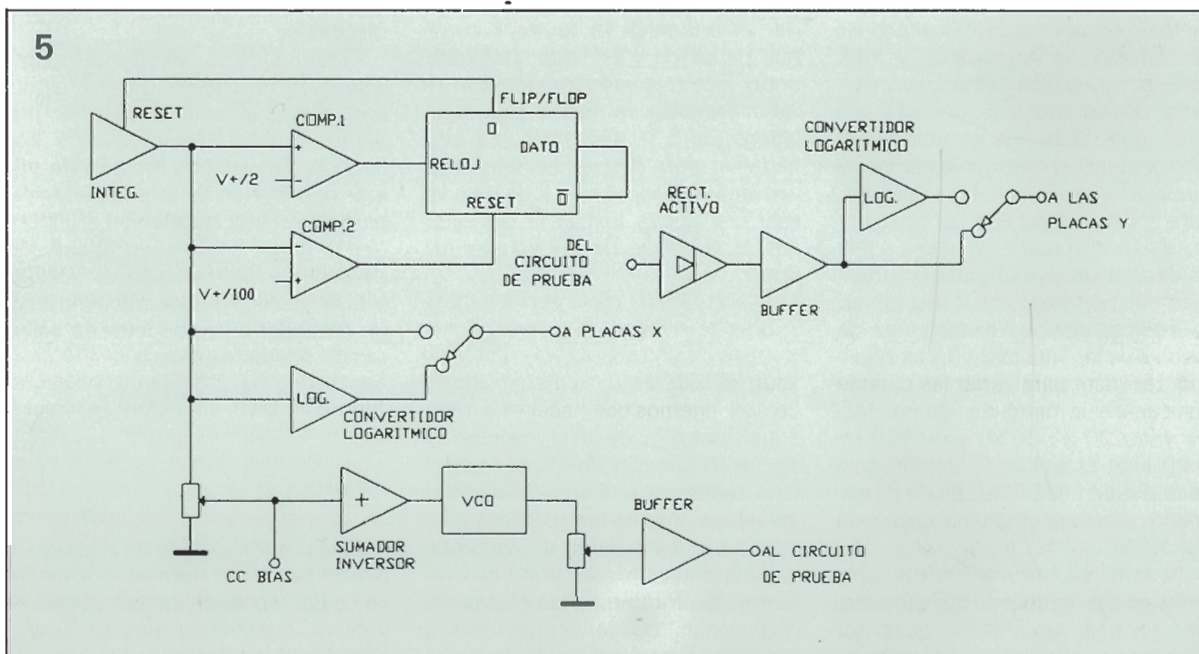 5
RESET
INTEG.
COMP.1
V+/2
FLIP/FLOP
Q
DATO
RELOJ
RESET
Q̅
COMP.2
V+/100
A PLACAS X
LOG.
CONVERTIDOR
LOGARITMICO
DEL
CIRCUITO
DE PRUEBA
RECT.
ACTIVO
BUFFER
CONVERTIDOR
LOGARITMICO
LOG.
A LAS
PLACAS Y
CC BIAS
SUMADOR
INVERSOR
VCO
BUFFER
AL CIRCUITO
DE PRUEBA